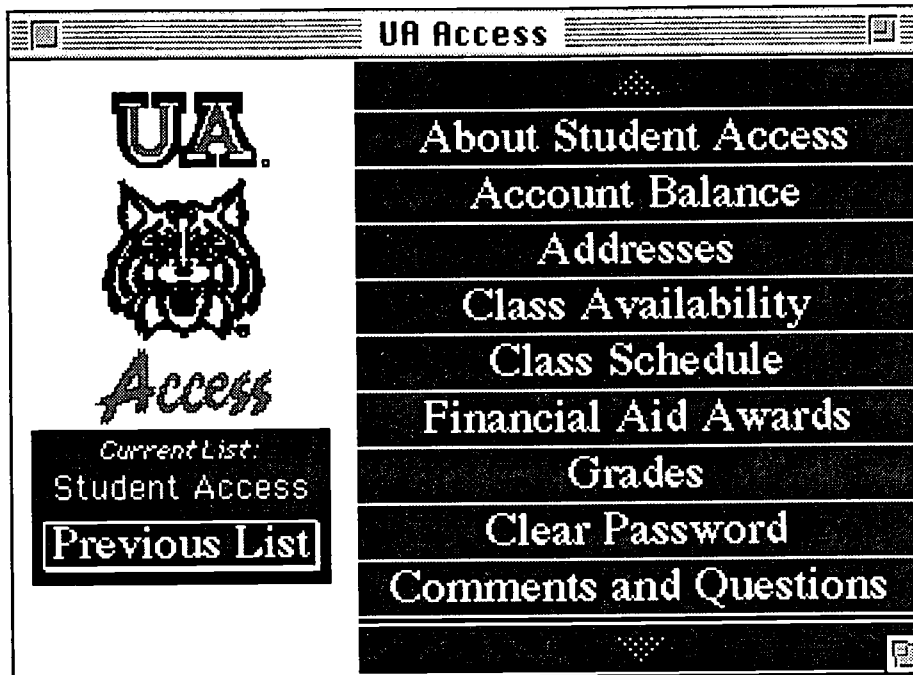 UA Access
UA.
Access
Current List:
Student Access
Previous List
About Student Access
Account Balance
Addresses
Class Availability
Class Schedule
Financial Aid Awards
Grades
Clear Password
Comments and Questions